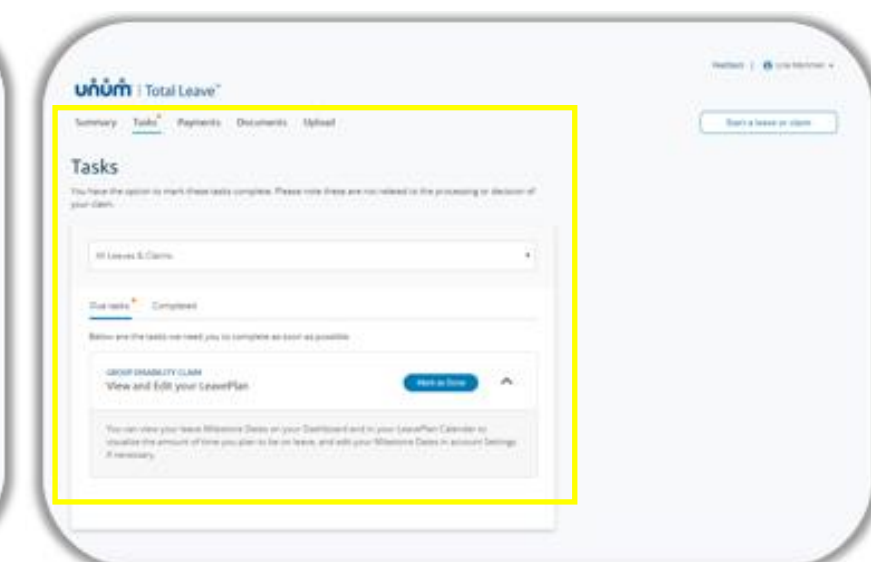 Feedback |
unum | Total Leave™
Summary Tasks Payments Documents Upload
Start a leave or claim
Tasks
You have the option to mark these tasks complete. Please note these are not related to the processing or decision of
your claim.
All Leaves & Claims
Due tasks Completed
Below are the tasks we need you to complete as soon as possible
GROUP DISABILITY CLAIM
View and Edit your LeavePlan
Mark as Done
You can view your leave Milestone Dates on your Dashboard and in your LeavePlan Calendar to
visualize the amount of time you plan to be on leave, and edit your Milestone Dates in account Settings
if necessary.